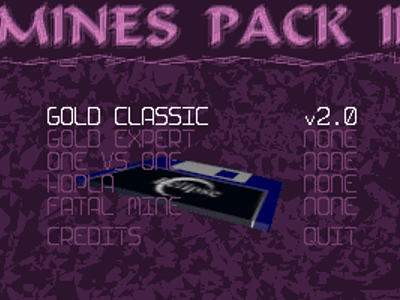 MINES PACK II
GOLD CLASSIC v2.0
GOLD EXPERT NONE
ONE VS ONE NONE
NONE
FATAL MINE NONE
CREDITS QUIT